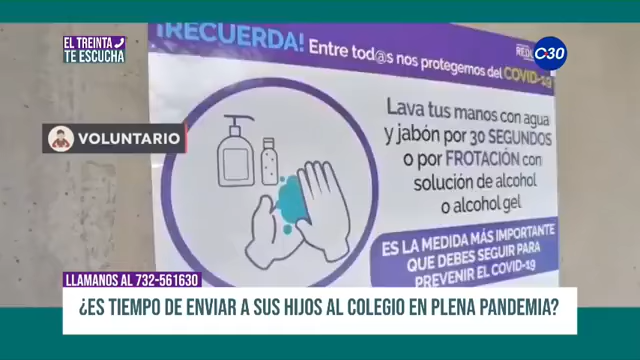 EL TREINTA
TE ESCUCHA
¡RECUERDA! Entre tod@s nos protegemos del COVID-19
C30
VOLUNTARIO
Lava tus manos con agua
y jabón por 30 SEGUNDOS
o por FROTACIÓN con
solución de alcohol
o alcohol gel
ES LA MEDIDA MÁS IMPORTANTE
QUE DEBES SEGUIR PARA
PREVENIR EL COVID-19
LLAMANOS AL 732-561630
¿ES TIEMPO DE ENVIAR A SUS HIJOS AL COLEGIO EN PLENA PANDEMIA?